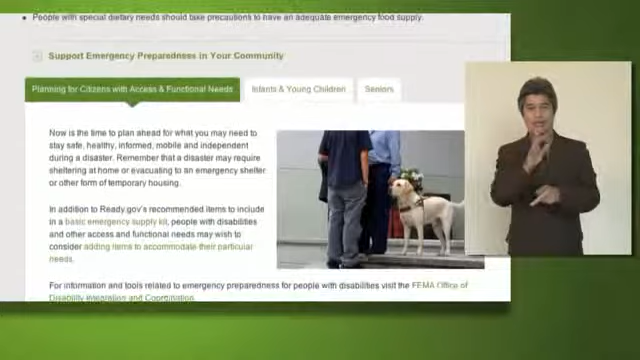 • People with special dietary needs should take precautions to have an adequate emergency food supply.
Support Emergency Preparedness in Your Community
Planning for Citizens with Access & Functional Needs
Infants & Young Children
Seniors
Now is the time to plan ahead for what you may need to
stay safe, healthy, informed, mobile and independent
during a disaster. Remember that a disaster may require
sheltering at home or evacuating to an emergency shelter
or other form of temporary housing.
In addition to Ready.gov's recommended items to include
in a basic emergency supply kit, people with disabilities
and other access and functional needs may wish to
consider adding items to accommodate their particular
needs.
For information and tools related to emergency preparedness for people with disabilities visit the FEMA Office of
Disability Integration and Coordination.